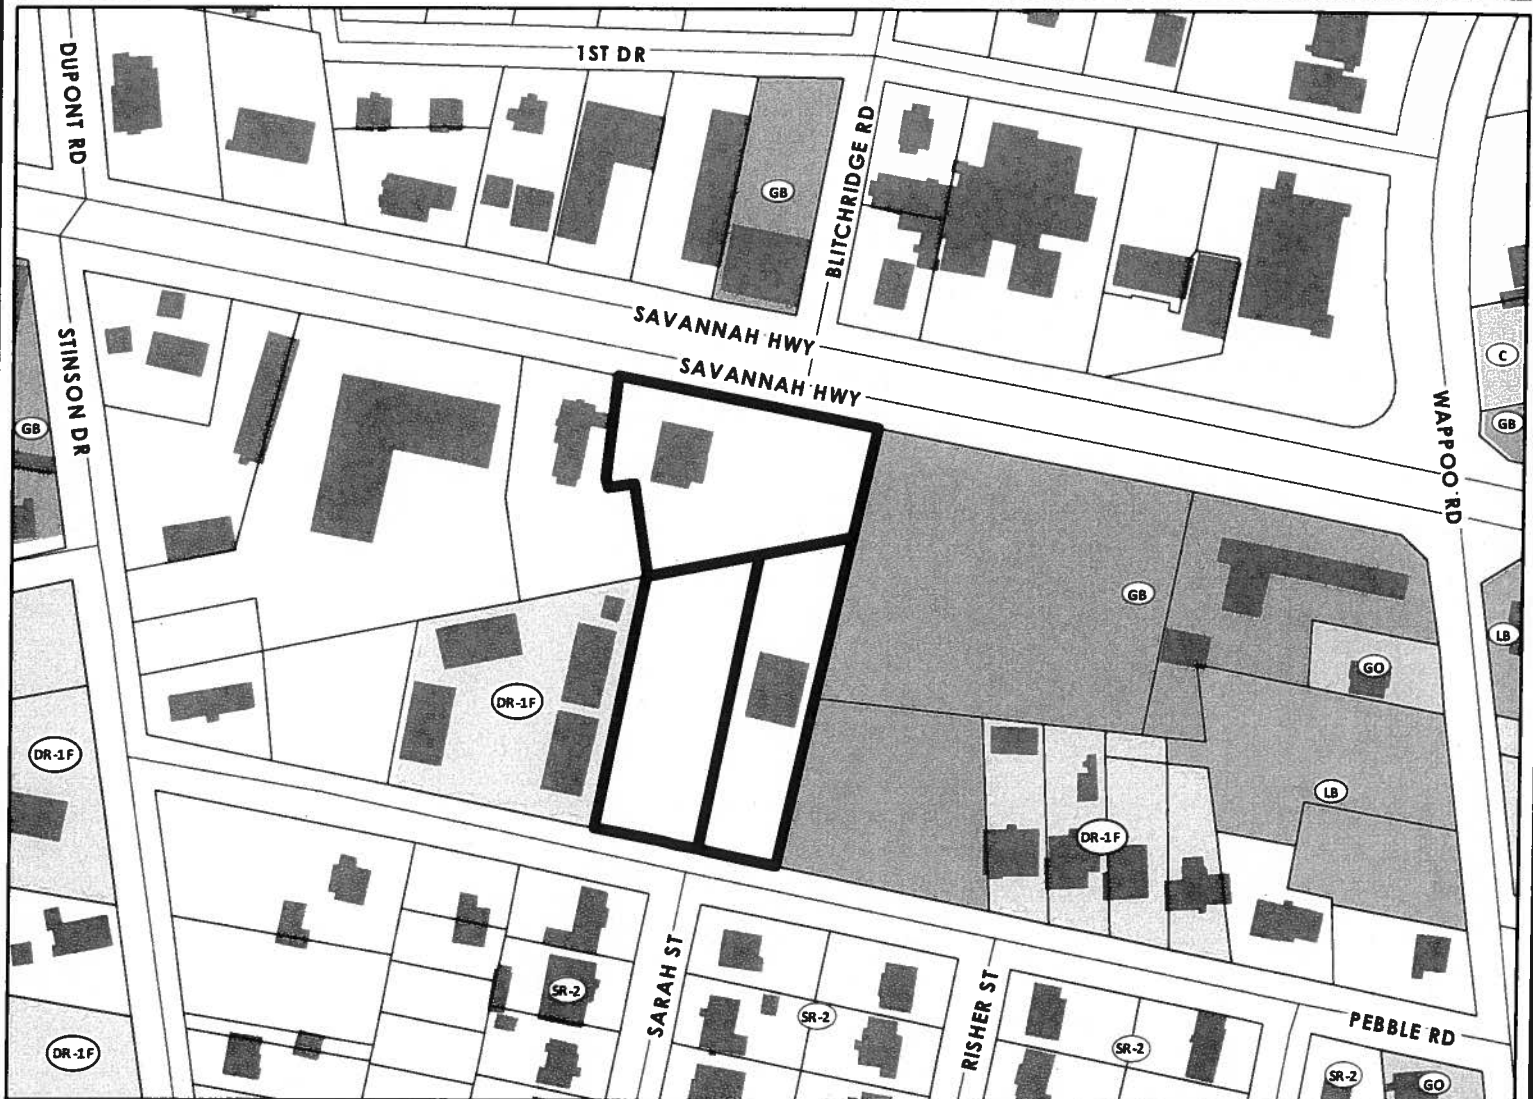 1ST DR
DUPONT RD
BLITCHRIDGE RD
GB
SAVANNAH HWY
SAVANNAH HWY
STINSON DR
GB
C
GB
WAPPOO RD
GB
LB
GO
DR-1F
DR-1F
LB
DR-1F
SR-2
SARAH ST
SR-2
RISHER ST
SR-2
PEBBLE RD
DR-1F
SR-2
GO